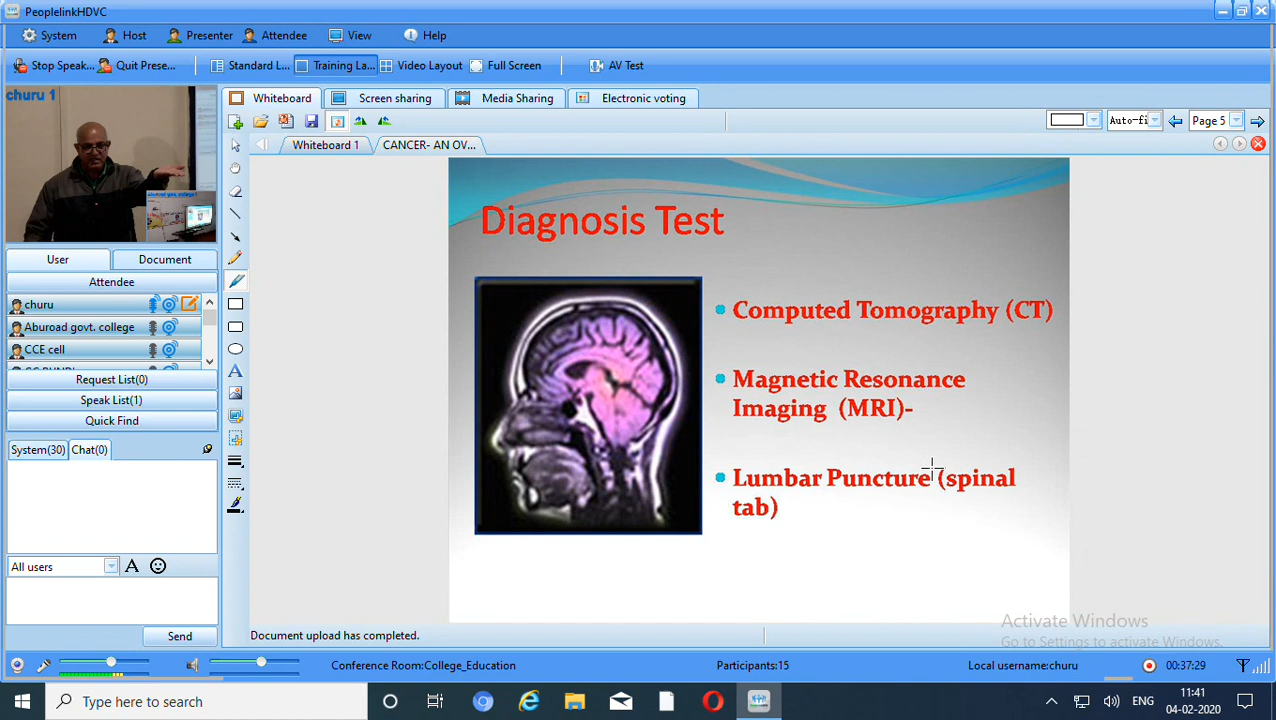 PeoplelinkHDVC
System Host Presenter Attendee View Help
Stop Speak... Quit Prese... Standard L... Training La... Video Layout Full Screen AV Test
churu 1
Whiteboard Screen sharing Media Sharing Electronic voting
Auto-fi Page 5
Whiteboard 1 CANCER- AN OV...
User Document
Attendee
churu
Aburoad govt. college
CCE cell
Request List(0)
Speak List(1)
Quick Find
System(30) Chat(0)
All users
Send
Diagnosis Test
Computed Tomography (CT)
Magnetic Resonance
Imaging (MRI)-
Lumbar Puncture (spinal
tab)
Activate Windows
Go to Settings to activate Windows.
Document upload has completed.
Conference Room:College_Education Participants:15 Local username:churu 00:37:29
Type here to search
ENG
11:41
04-02-2020